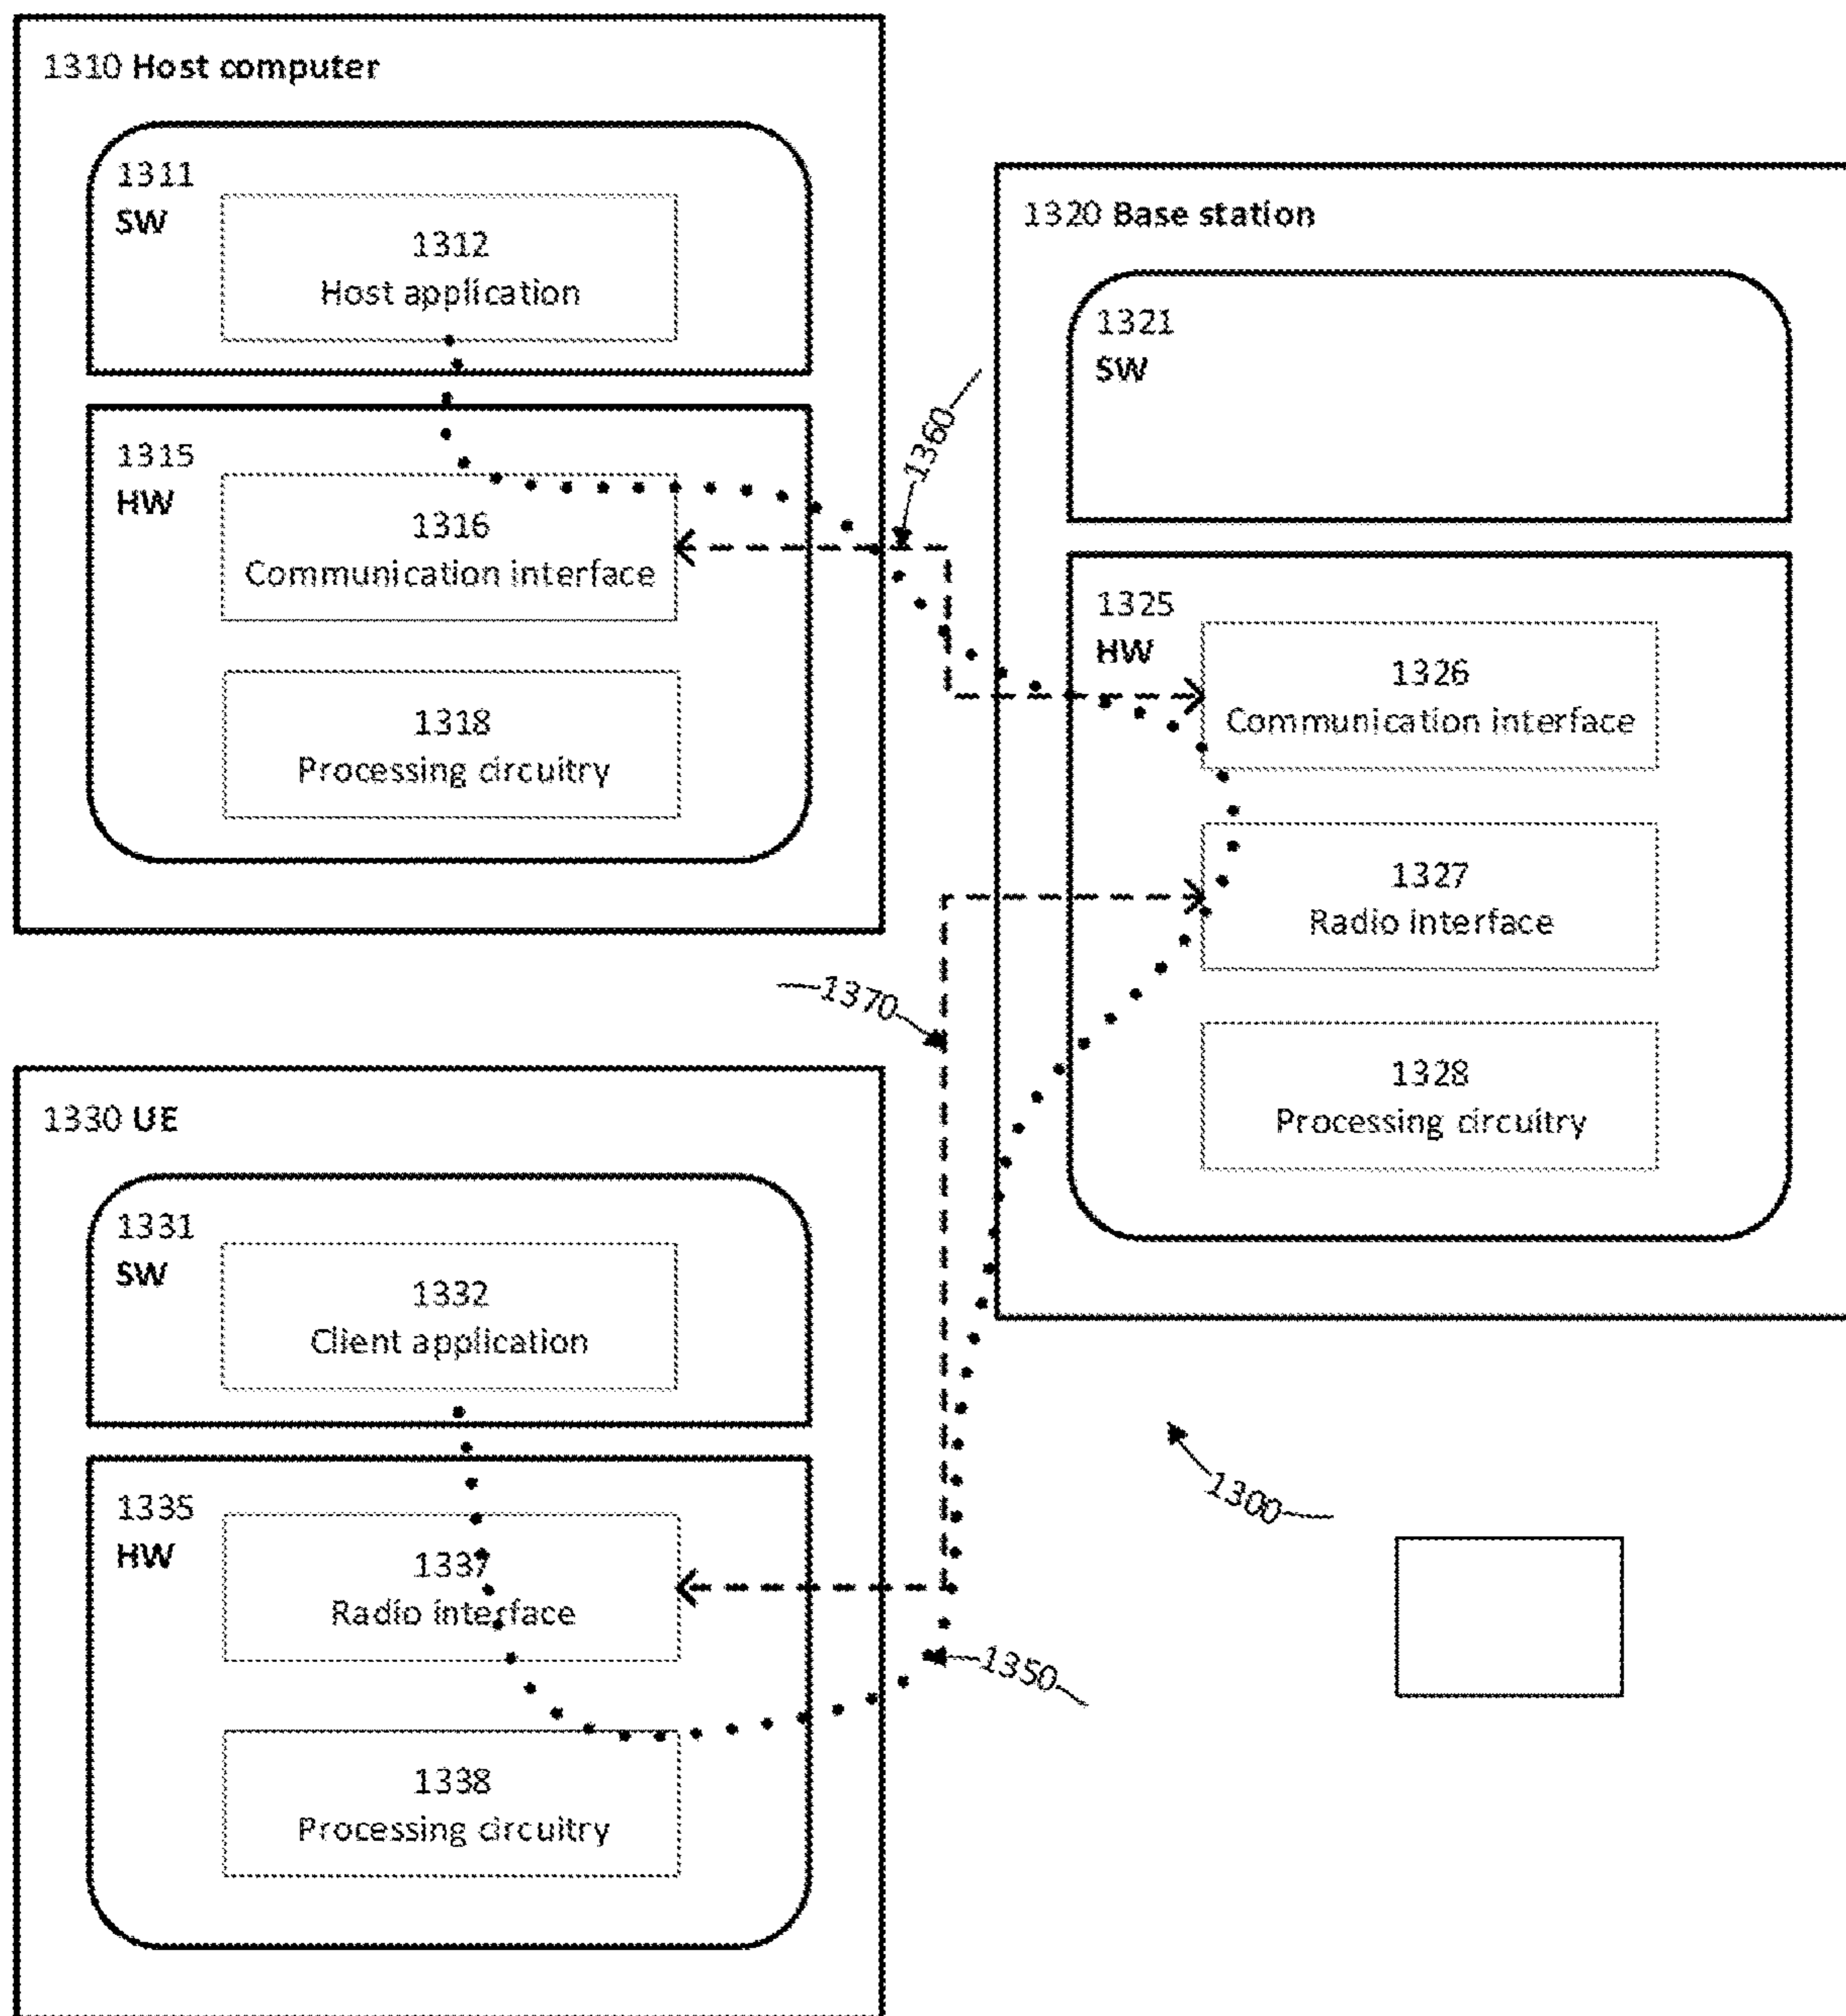 1310 Host computer
1311
SW
1312
Host application
1315
HW
1316
Communication interface
1318
Processing circuitry
1360
1320 Base station
1321
SW
1325
HW
1326
Communication interface
1327
Radio interface
1328
Processing circuitry
1370
1330 UE
1331
SW
1332
Client application
1335
HW
1337
Radio interface
1338
Processing circuitry
1300
1350